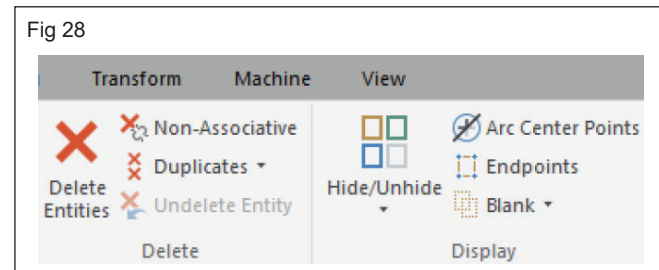 Fig 28
Transform Machine View
Delete Entities
Non-Associative
Duplicates
Undelete Entity
Delete
Hide/Unhide
Arc Center Points
Endpoints
Blank
Display